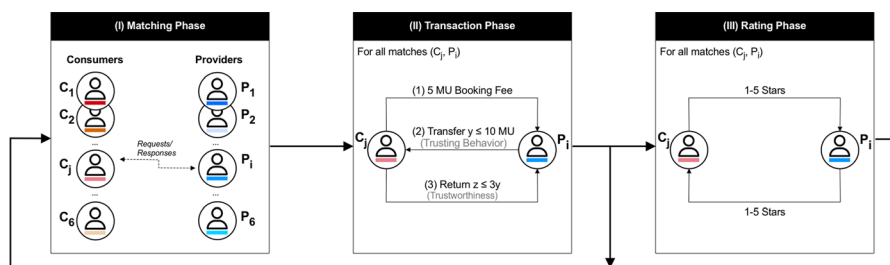 (I) Matching Phase
Consumers
Providers
C1
P1
C2
P2
...
...
Requests/
Responses
Cj
Pi
...
...
C6
P6
(II) Transaction Phase
For all matches (Cj, Pi)
(1) 5 MU Booking Fee
Cj
(2) Transfer y ≤ 10 MU
(Trusting Behavior)
Pi
(3) Return z ≤ 3y
(Trustworthiness)
(III) Rating Phase
For all matches (Cj, Pi)
1-5 Stars
Cj
Pi
1-5 Stars